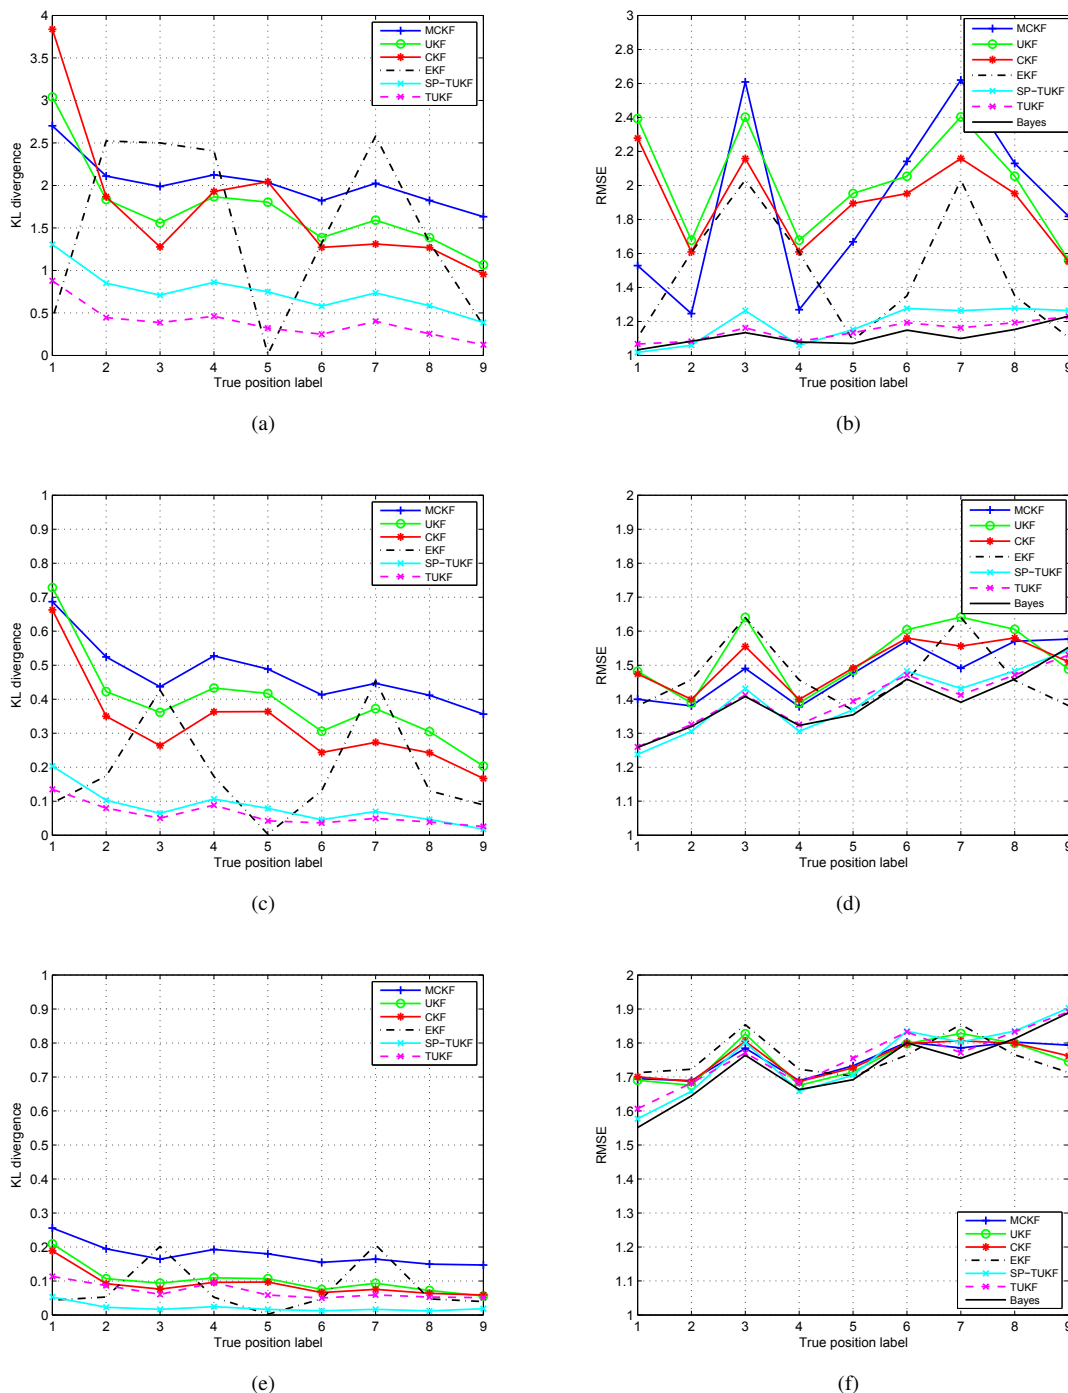 4
3.5
3
2.5
2
1.5
1
0.5
0
KL divergence
1 2 3 4 5 6 7 8 9
True position label
MCKF
UKF
CKF
EKF
SP-TUKF
TUKF
(a)
3
2.8
2.6
2.4
2.2
2
1.8
1.6
1.4
1.2
1
RMSE
1 2 3 4 5 6 7 8 9
True position label
MCKF
UKF
CKF
EKF
SP-TUKF
TUKF
Bayes
(b)
1
0.9
0.8
0.7
0.6
0.5
0.4
0.3
0.2
0.1
0
KL divergence
1 2 3 4 5 6 7 8 9
True position label
MCKF
UKF
CKF
EKF
SP-TUKF
TUKF
(c)
2
1.9
1.8
1.7
1.6
1.5
1.4
1.3
1.2
1.1
1
RMSE
1 2 3 4 5 6 7 8 9
True position label
MCKF
UKF
CKF
EKF
SP-TUKF
TUKF
Bayes
(d)
1
0.9
0.8
0.7
0.6
0.5
0.4
0.3
0.2
0.1
0
KL divergence
1 2 3 4 5 6 7 8 9
True position label
MCKF
UKF
CKF
EKF
SP-TUKF
TUKF
(e)
2
1.9
1.8
1.7
1.6
1.5
1.4
1.3
1.2
1.1
1
RMSE
1 2 3 4 5 6 7 8 9
True position label
MCKF
UKF
CKF
EKF
SP-TUKF
TUKF
Bayes
(f)